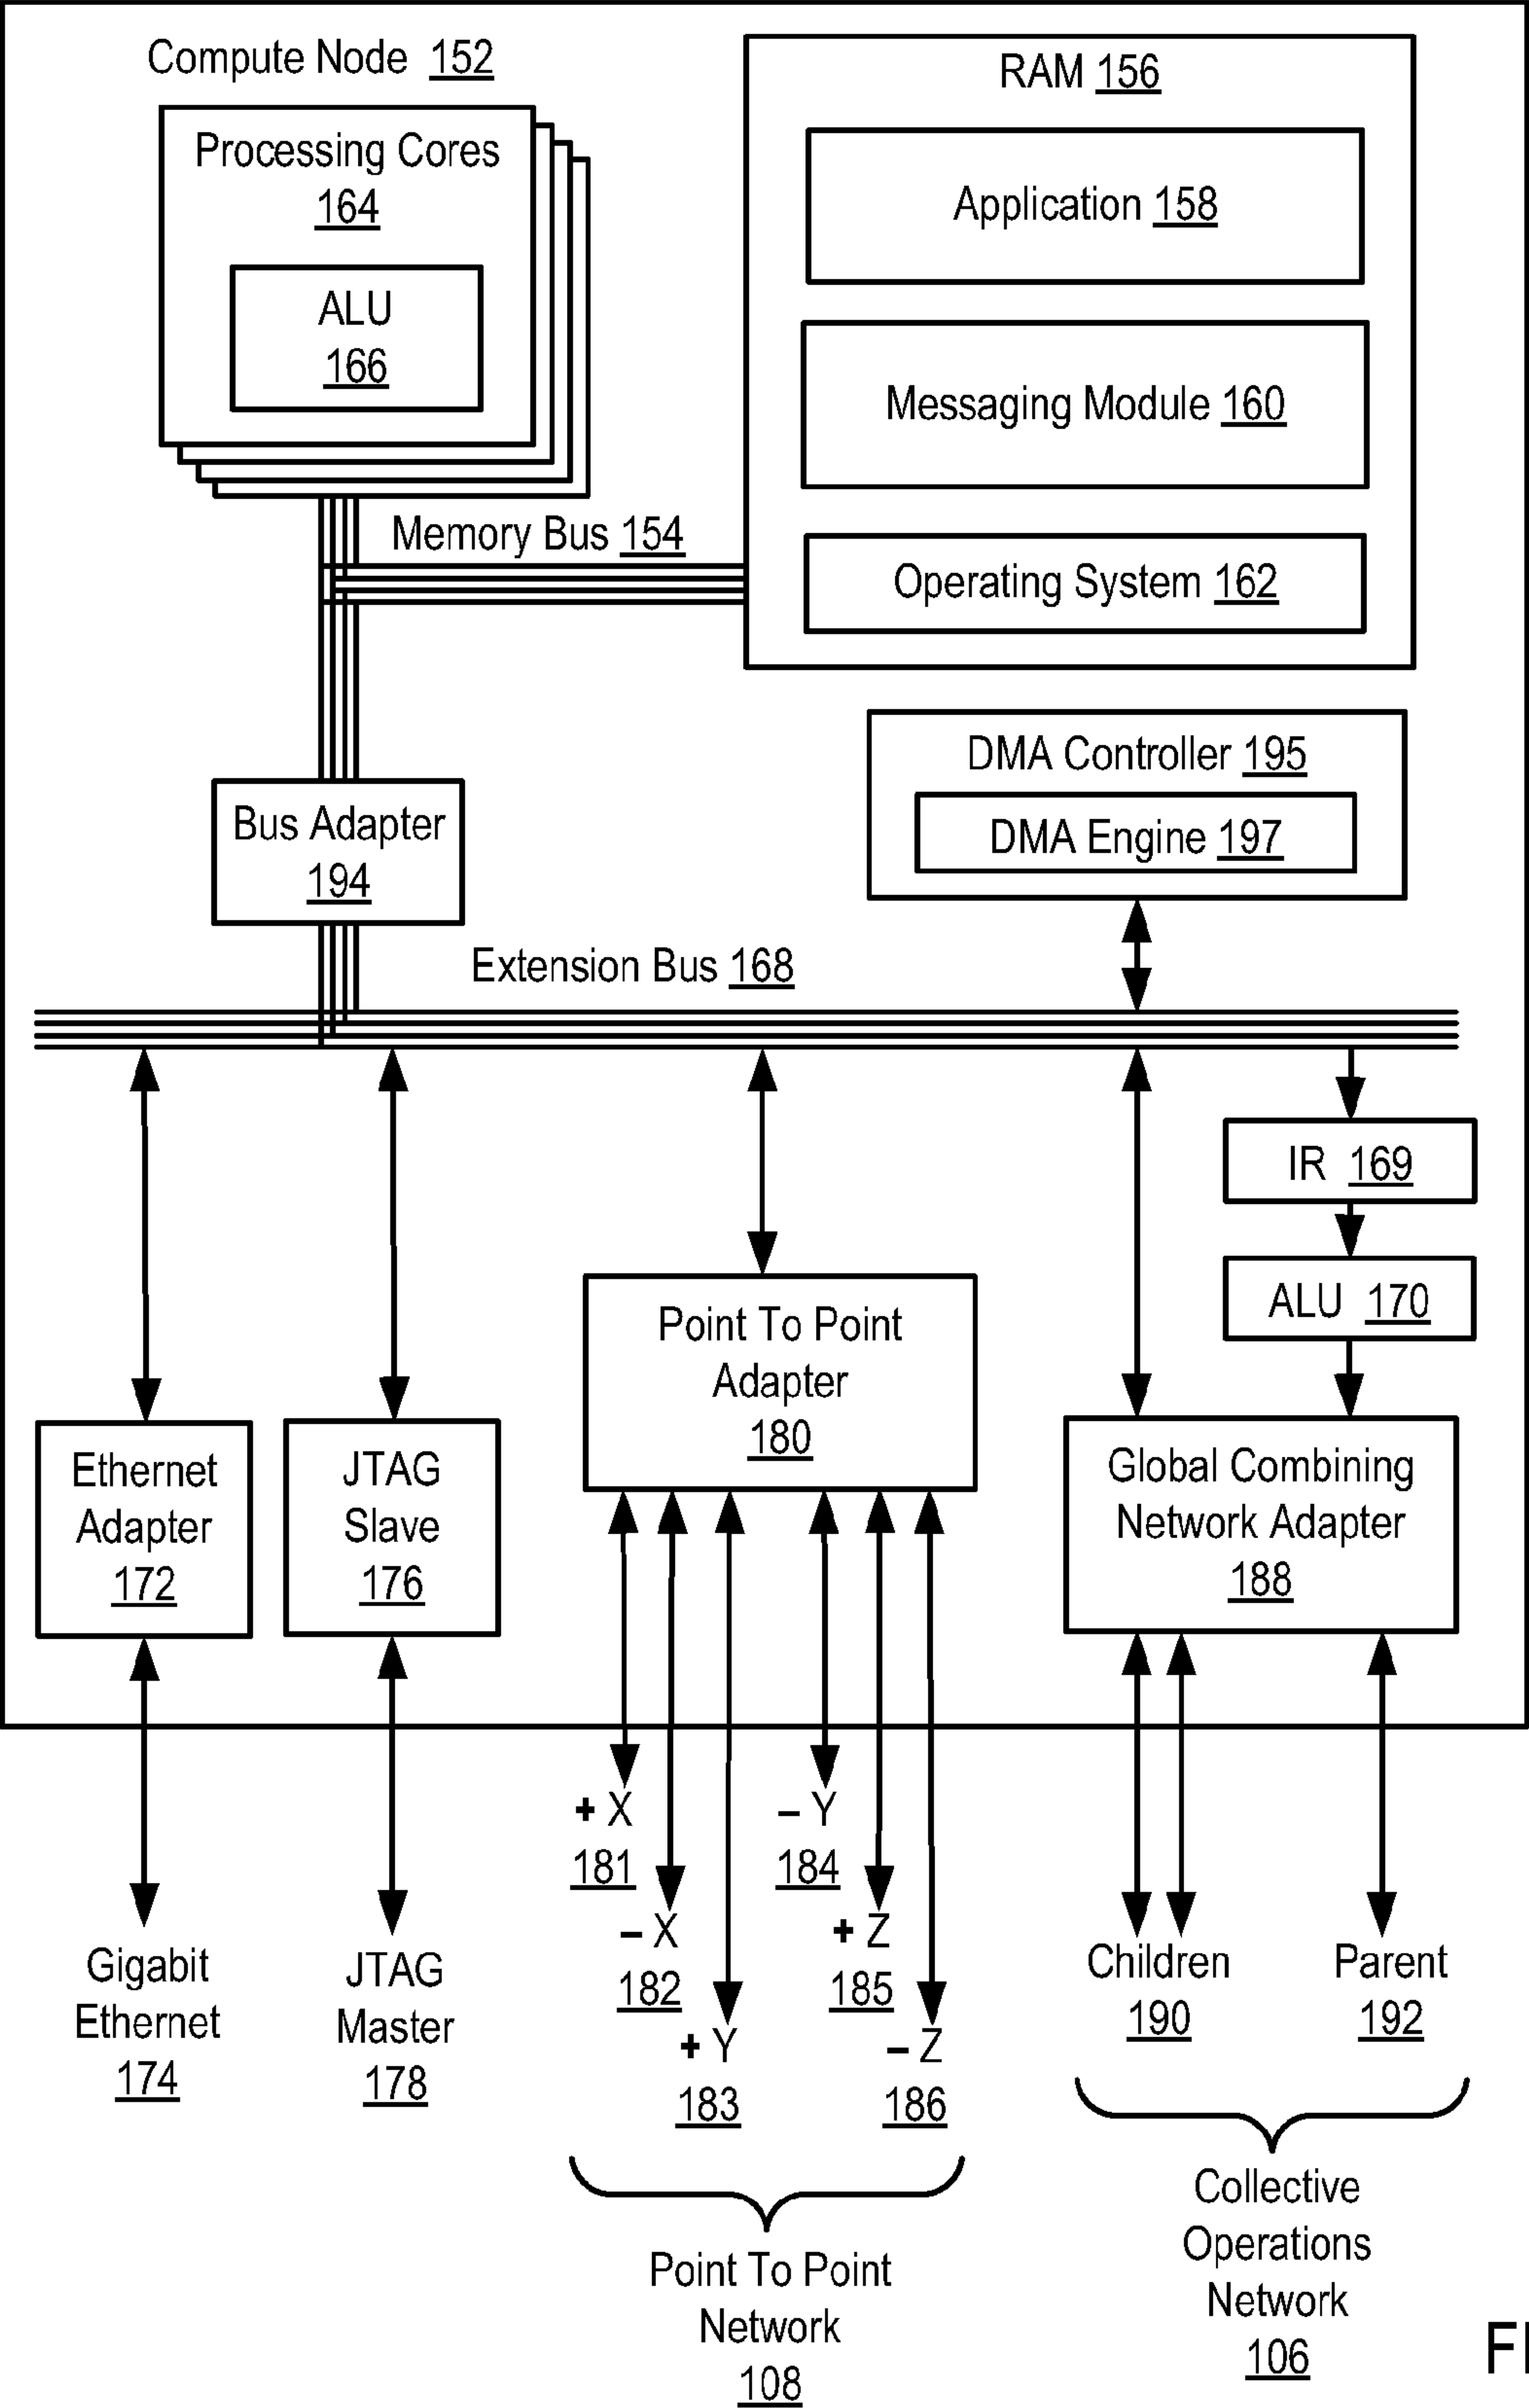 Compute Node 152
Processing Cores
164
ALU
166
RAM 156
Application 158
Messaging Module 160
Operating System 162
Memory Bus 154
DMA Controller 195
DMA Engine 197
Bus Adapter
194
Extension Bus 168
IR 169
ALU 170
Point To Point
Adapter
180
Ethernet
Adapter
172
JTAG
Slave
176
Global Combining
Network Adapter
188
+ X
181
– X
182
+ Y
183
– Y
184
+ Z
185
– Z
186
Gigabit
Ethernet
174
JTAG
Master
178
Children
190
Parent
192
Point To Point
Network
108
Collective
Operations
Network
106